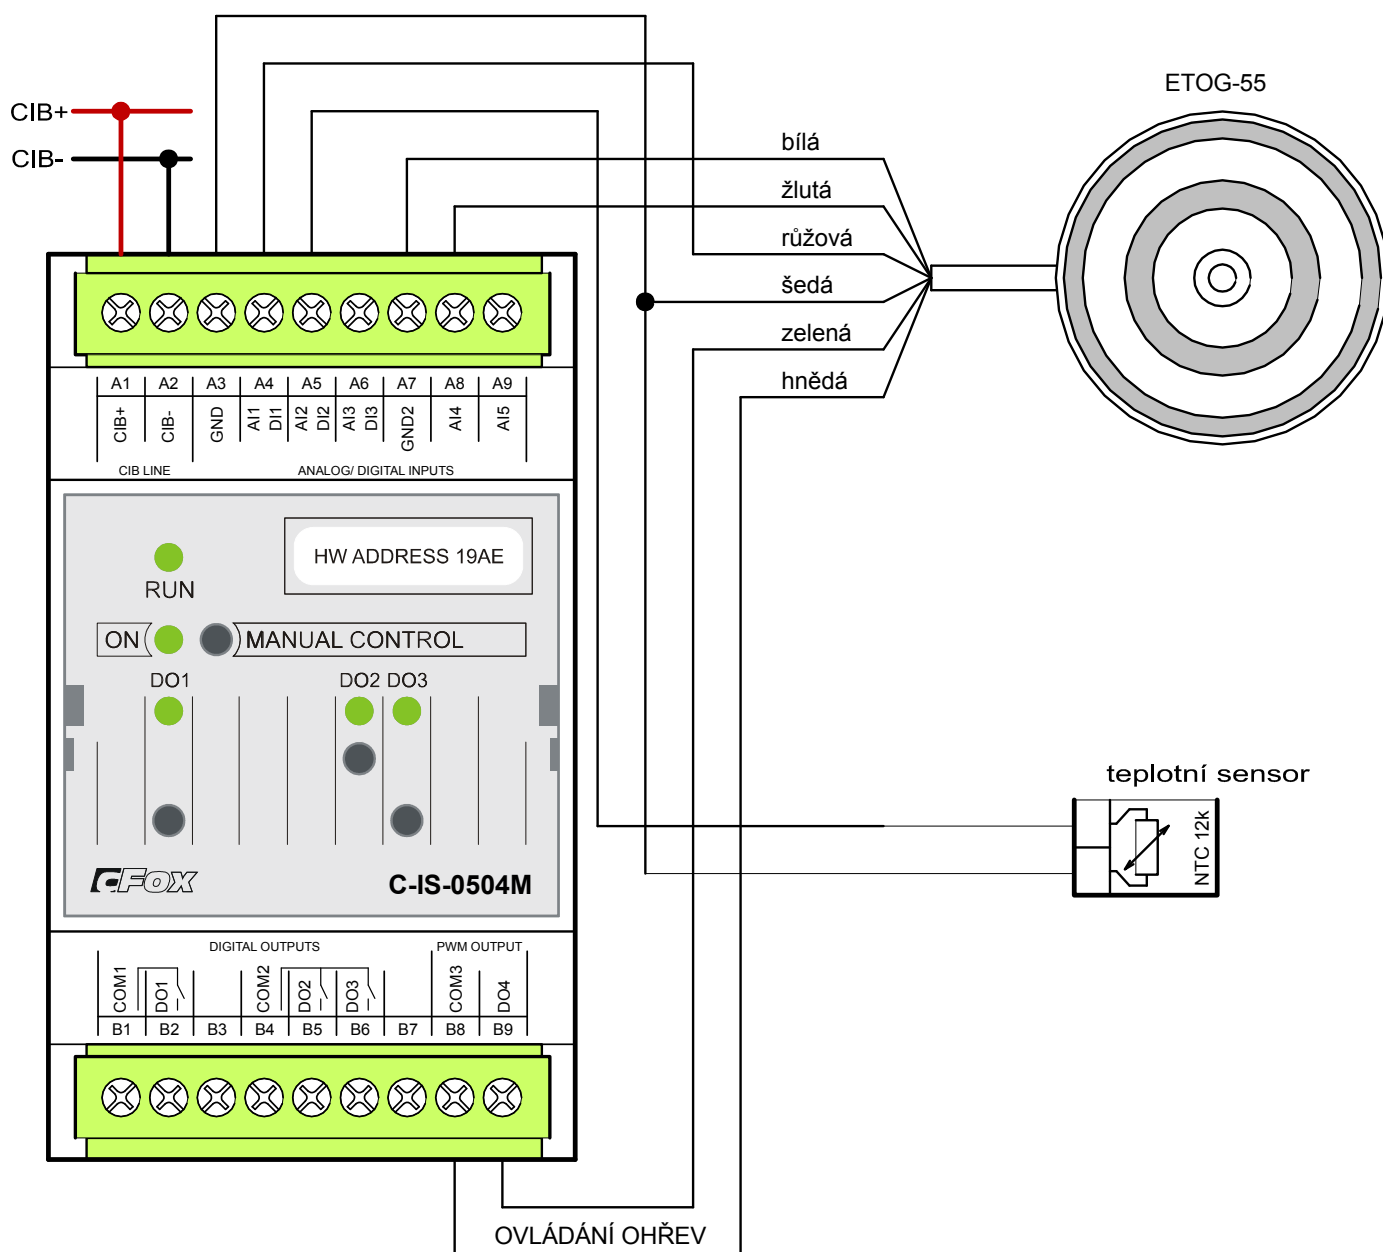 ETOG-55
CIB+
CIB-
bílá
žlutá
růžová
šedá
zelená
hnědá
A1 A2 A3 A4 A5 A6 A7 A8 A9
CIB+ CIB- GND AI1 DI1 AI2 DI2 AI3 DI3 GND2 AI4 AI5
CIB LINE ANALOG/ DIGITAL INPUTS
HW ADDRESS 19AE
RUN
ON MANUAL CONTROL
DO1 DO2 DO3
CFOX
C-IS-0504M
teplotní sensor
NTC 12k
DIGITAL OUTPUTS PWM OUTPUT
COM1 DO1 COM2 DO2 DO3 COM3 DO4
B1 B2 B3 B4 B5 B6 B7 B8 B9
OVLÁDÁNÍ OHŘEV